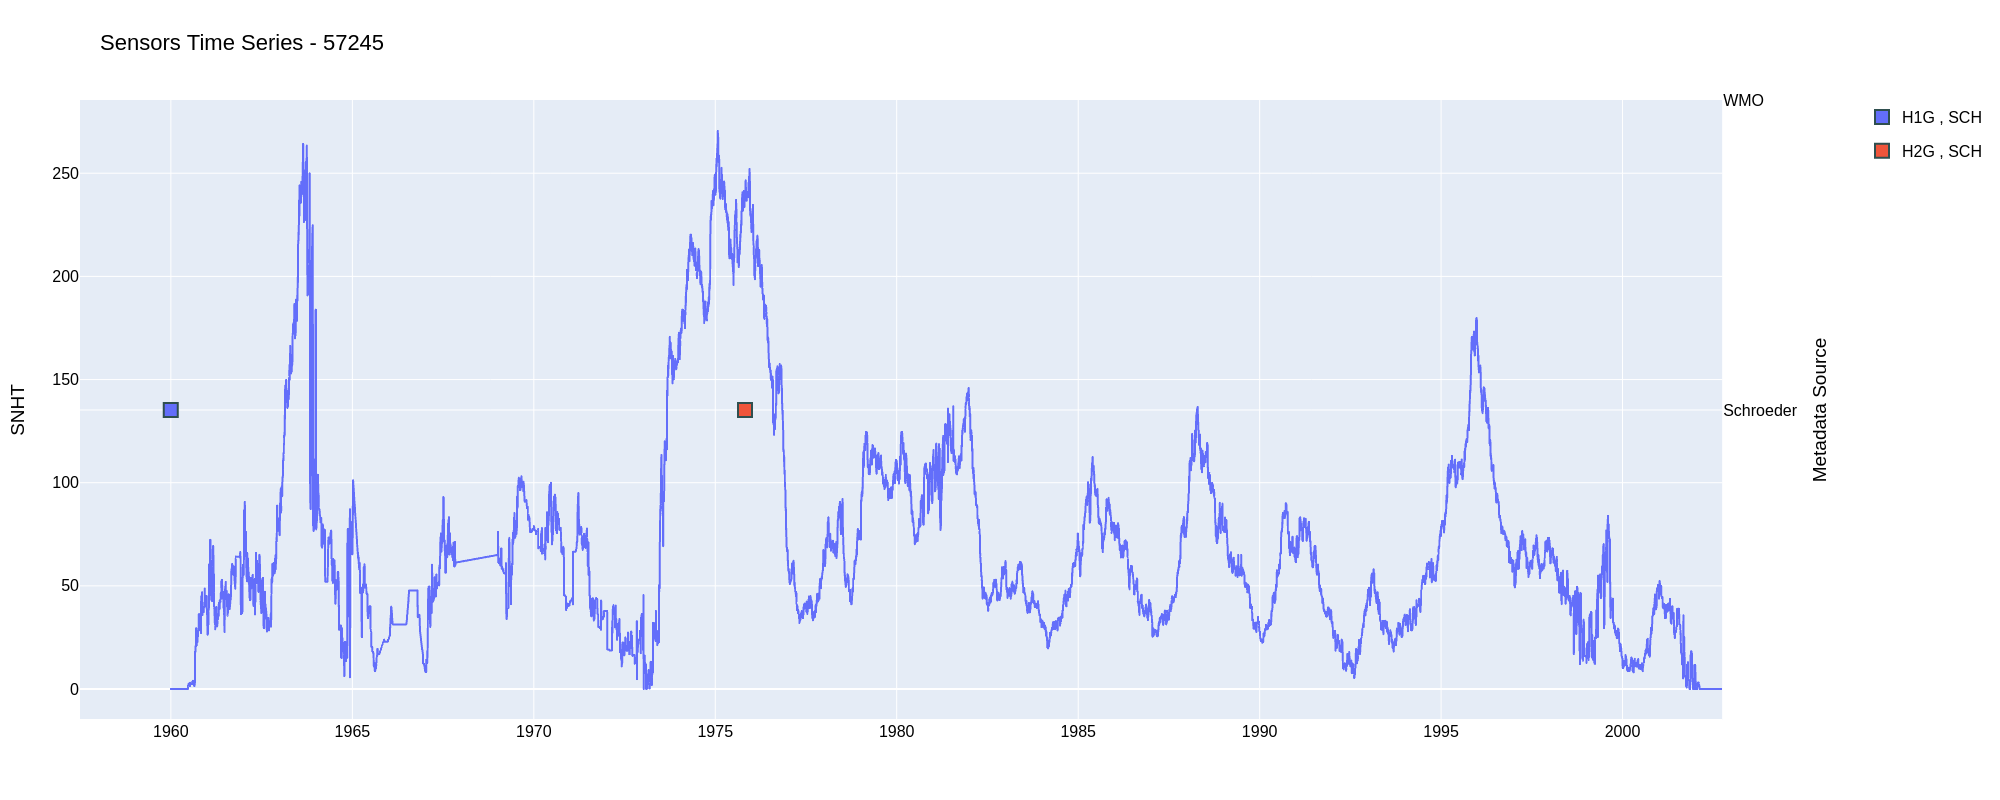 Sensors Time Series - 57245
WMO
H1G , SCH
H2G , SCH
250
200
150
100
50
0
SNHT
Schroeder
Metadata Source
1960 1965 1970 1975 1980 1985 1990 1995 2000